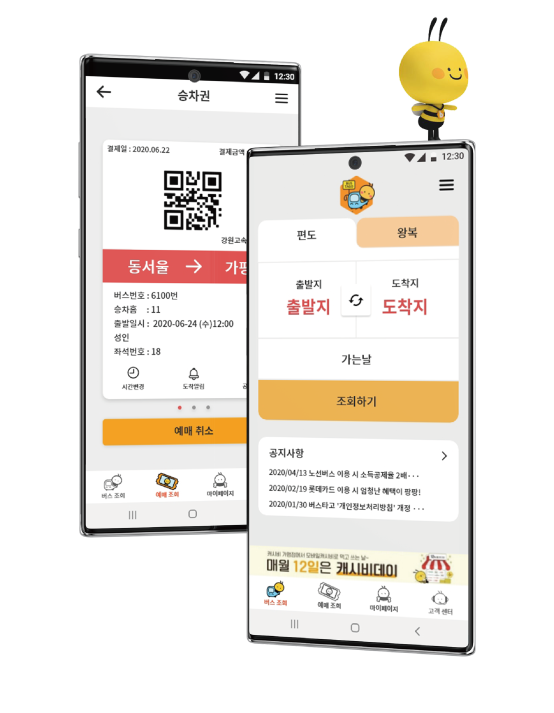 12:30
승차권
결제일 : 2020.06.22
결제금액
강원고속
동서울 → 가평
버스번호 : 6100번
승차홈 : 11
출발일시 : 2020-06-24 (수)12:00
성인
좌석번호 : 18
시간변경
도착알림
예매 취소
버스 조회
예매 조회
마이페이지
12:30
편도
왕복
출발지
도착지
출발지
도착지
가는날
조회하기
공지사항
2020/04/13 노선버스 이용 시 소득공제율 2배···
2020/02/19 롯데카드 이용 시 엄청난 혜택이 팡팡!
2020/01/30 버스타고 '개인정보처리방침' 개정 ···
매월 12일은 캐시비데이
버스 조회
예매 조회
마이페이지
고객 센터